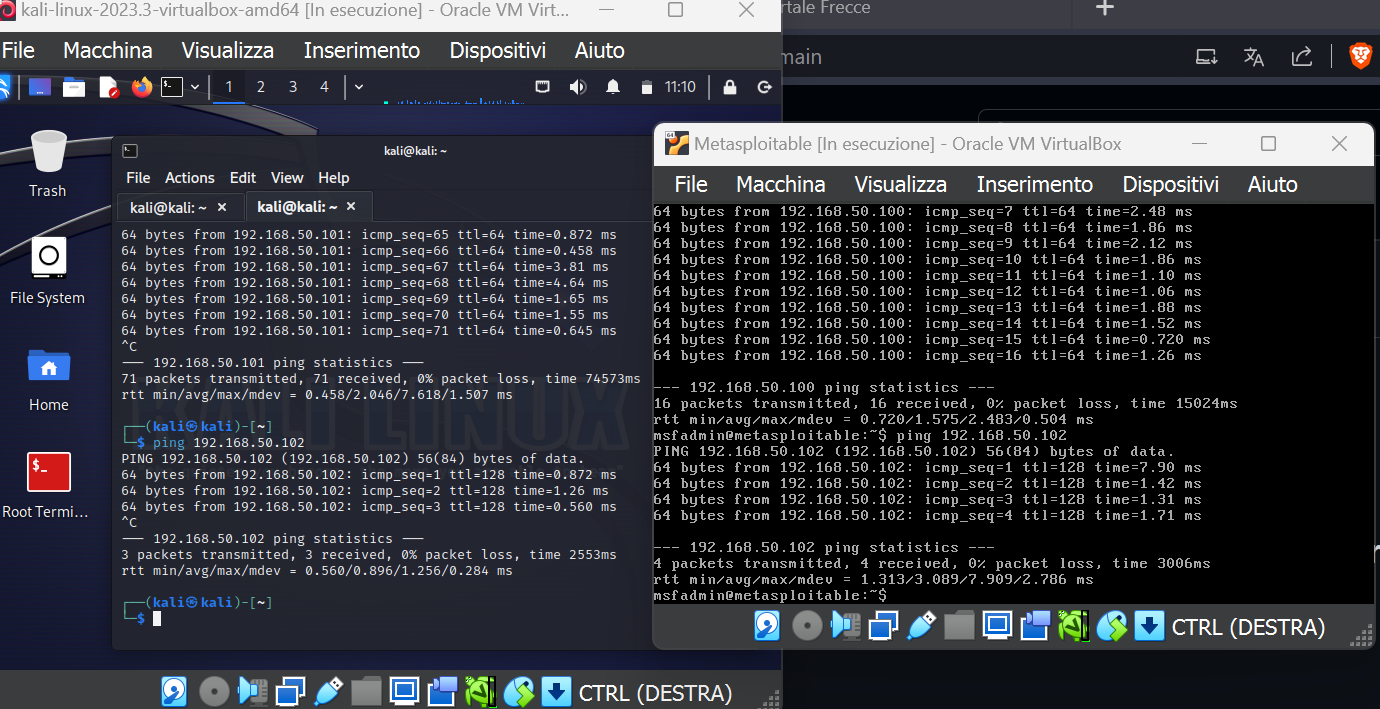 kali-linux-2023.3-virtualbox-amd64 [In esecuzione] - Oracle VM Virt...
rtale Frecce
File Macchina Visualizza Inserimento Dispositivi Aiuto
main
1 2 3 4 11:10
Trash
File System
Home
Root Termi...
kali@kali: ~
File Actions Edit View Help
kali@kali: ~ × kali@kali: ~ ×
64 bytes from 192.168.50.101: icmp_seq=65 ttl=64 time=0.872 ms
64 bytes from 192.168.50.101: icmp_seq=66 ttl=64 time=0.458 ms
64 bytes from 192.168.50.101: icmp_seq=67 ttl=64 time=3.81 ms
64 bytes from 192.168.50.101: icmp_seq=68 ttl=64 time=4.64 ms
64 bytes from 192.168.50.101: icmp_seq=69 ttl=64 time=1.65 ms
64 bytes from 192.168.50.101: icmp_seq=70 ttl=64 time=1.55 ms
64 bytes from 192.168.50.101: icmp_seq=71 ttl=64 time=0.645 ms
^C
--- 192.168.50.101 ping statistics ---
71 packets transmitted, 71 received, 0% packet loss, time 74573ms
rtt min/avg/max/mdev = 0.458/2.046/7.618/1.507 ms
┌──(kali㉿kali)-[~]
└─$ ping 192.168.50.102
PING 192.168.50.102 (192.168.50.102) 56(84) bytes of data.
64 bytes from 192.168.50.102: icmp_seq=1 ttl=128 time=0.872 ms
64 bytes from 192.168.50.102: icmp_seq=2 ttl=128 time=1.26 ms
64 bytes from 192.168.50.102: icmp_seq=3 ttl=128 time=0.560 ms
^C
--- 192.168.50.102 ping statistics ---
3 packets transmitted, 3 received, 0% packet loss, time 2553ms
rtt min/avg/max/mdev = 0.560/0.896/1.256/0.284 ms
┌──(kali㉿kali)-[~]
└─$
KALI LINUX
CTRL (DESTRA)
Metasploitable [In esecuzione] - Oracle VM VirtualBox
File Macchina Visualizza Inserimento Dispositivi Aiuto
64 bytes from 192.168.50.100: icmp_seq=7 ttl=64 time=2.48 ms
64 bytes from 192.168.50.100: icmp_seq=8 ttl=64 time=1.86 ms
64 bytes from 192.168.50.100: icmp_seq=9 ttl=64 time=2.12 ms
64 bytes from 192.168.50.100: icmp_seq=10 ttl=64 time=1.86 ms
64 bytes from 192.168.50.100: icmp_seq=11 ttl=64 time=1.10 ms
64 bytes from 192.168.50.100: icmp_seq=12 ttl=64 time=1.06 ms
64 bytes from 192.168.50.100: icmp_seq=13 ttl=64 time=1.88 ms
64 bytes from 192.168.50.100: icmp_seq=14 ttl=64 time=1.52 ms
64 bytes from 192.168.50.100: icmp_seq=15 ttl=64 time=0.720 ms
64 bytes from 192.168.50.100: icmp_seq=16 ttl=64 time=1.26 ms
--- 192.168.50.100 ping statistics ---
16 packets transmitted, 16 received, 0% packet loss, time 15024ms
rtt min/avg/max/mdev = 0.720/1.575/2.483/0.504 ms
msfadmin@metasploitable:~$ ping 192.168.50.102
PING 192.168.50.102 (192.168.50.102) 56(84) bytes of data.
64 bytes from 192.168.50.102: icmp_seq=1 ttl=128 time=7.90 ms
64 bytes from 192.168.50.102: icmp_seq=2 ttl=128 time=1.42 ms
64 bytes from 192.168.50.102: icmp_seq=3 ttl=128 time=1.31 ms
64 bytes from 192.168.50.102: icmp_seq=4 ttl=128 time=1.71 ms
--- 192.168.50.102 ping statistics ---
4 packets transmitted, 4 received, 0% packet loss, time 3006ms
rtt min/avg/max/mdev = 1.313/3.089/7.909/2.786 ms
msfadmin@metasploitable:~$
CTRL (DESTRA)